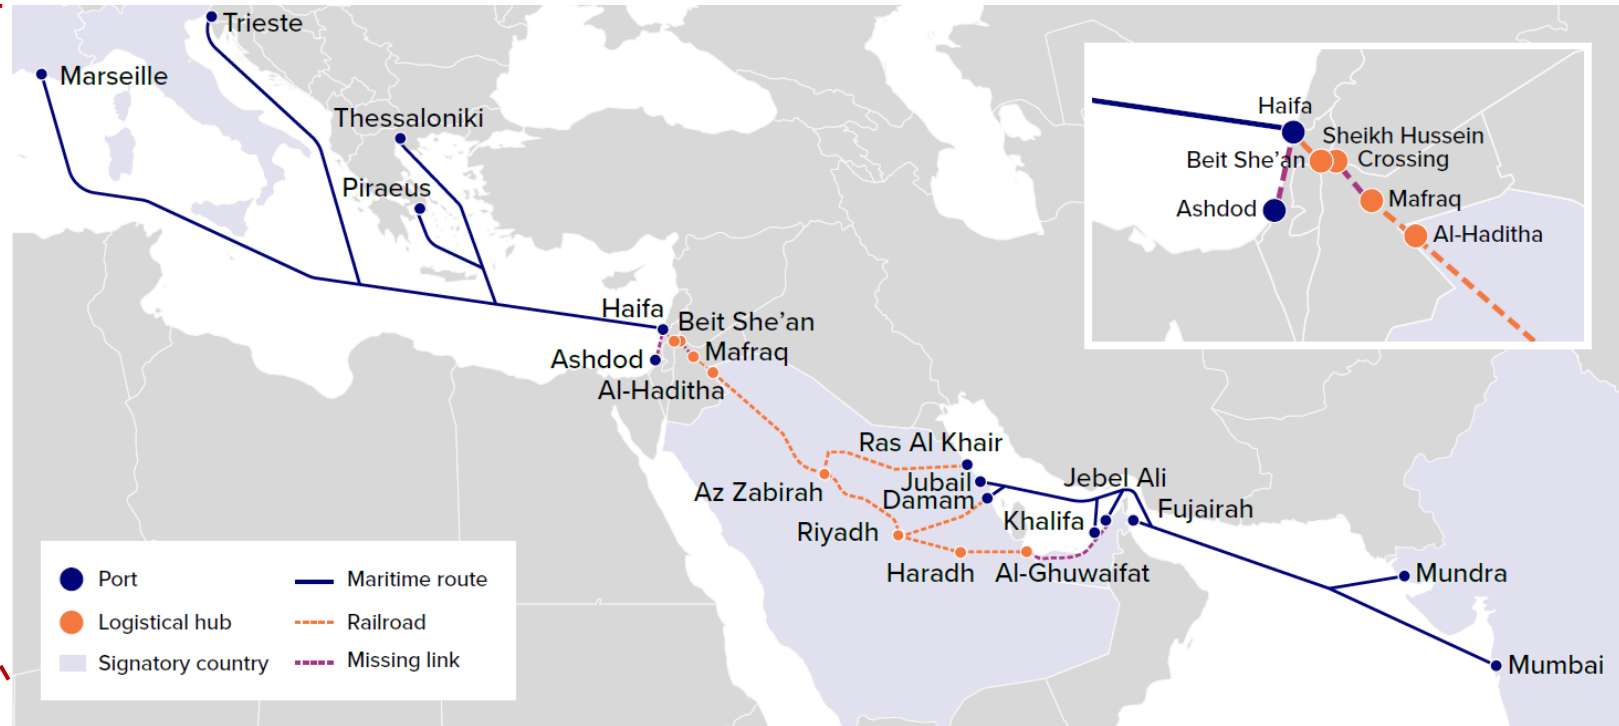 Trieste
Marseille
Thessaloniki
Piraeus
Haifa
Beit She'an
Ashdod
Mafraq
Al-Haditha
Ras Al Khair
Jubail
Damam
Jebel Ali
Az Zabirah
Khalifa
Fujairah
Riyadh
Haradh
Al-Ghuwaifat
Mundra
Mumbai
Haifa
Sheikh Hussein
Crossing
Beit She'an
Mafraq
Ashdod
Al-Haditha
Port
Maritime route
Logistical hub
Railroad
Signatory country
Missing link